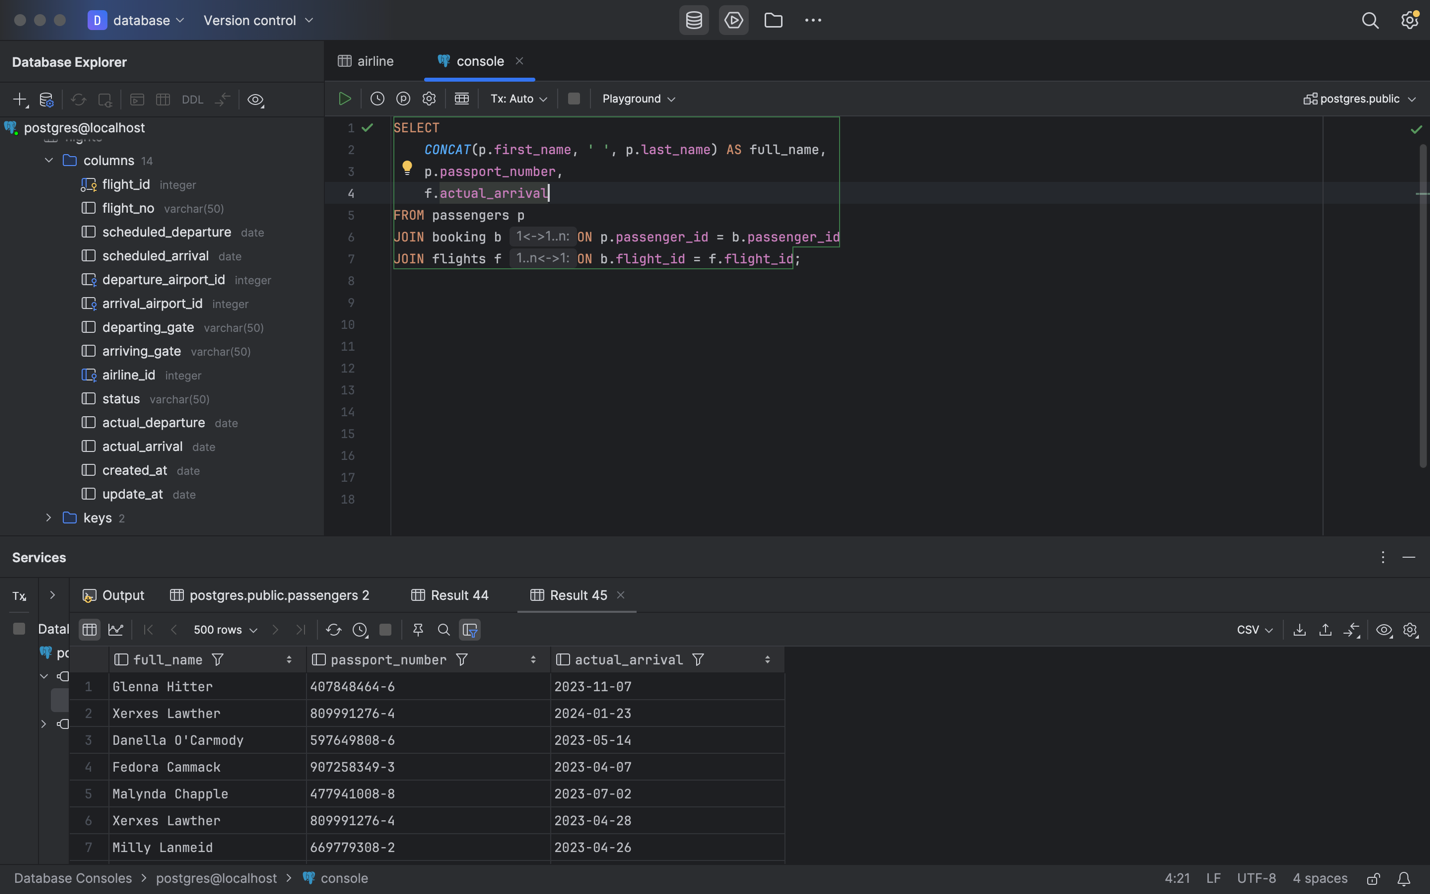 D database Version control
Database Explorer
airline
console
DDL
Tx: Auto
Playground
postgres.public
postgres@localhost
columns 14
flight_id integer
flight_no varchar(50)
scheduled_departure date
scheduled_arrival date
departure_airport_id integer
arrival_airport_id integer
departing_gate varchar(50)
arriving_gate varchar(50)
airline_id integer
status varchar(50)
actual_departure date
actual_arrival date
created_at date
update_at date
keys 2
1 SELECT
2 CONCAT(p.first_name, ' ', p.last_name) AS full_name,
3 p.passport_number,
4 f.actual_arrival
5 FROM passengers p
6 JOIN booking b 1<->1..n: ON p.passenger_id = b.passenger_id
7 JOIN flights f 1..n<->1: ON b.flight_id = f.flight_id;
8
9
10
11
12
13
14
15
16
17
18
Services
Tx
Output
postgres.public.passengers 2
Result 44
Result 45
Datal
po
500 rows
CSV
full_name passport_number actual_arrival
1 Glenna Hitter 407848464-6 2023-11-07
2 Xerxes Lawther 809991276-4 2024-01-23
3 Danella O'Carmody 597649808-6 2023-05-14
4 Fedora Cammack 907258349-3 2023-04-07
5 Malynda Chapple 477941008-8 2023-07-02
6 Xerxes Lawther 809991276-4 2023-04-28
7 Milly Lanmeid 669779308-2 2023-04-26
Database Consoles > postgres@localhost > console
4:21 LF UTF-8 4 spaces